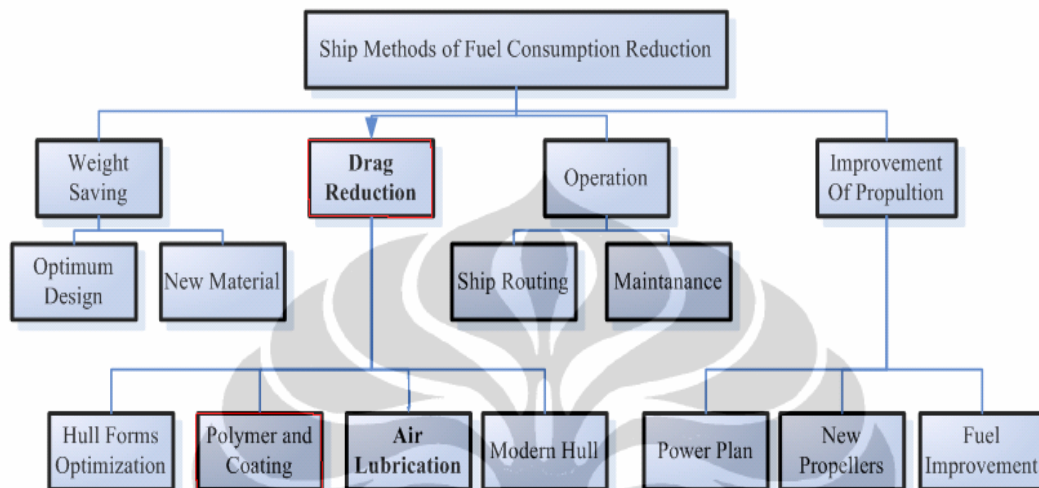 Ship Methods of Fuel Consumption Reduction
Weight
Saving
Drag
Reduction
Operation
Improvement
Of Propultion
Optimum
Design
New Material
Ship Routing
Maintanance
Hull Forms
Optimization
Polymer and
Coating
Air
Lubrication
Modern Hull
Power Plan
New
Propellers
Fuel
Improvement